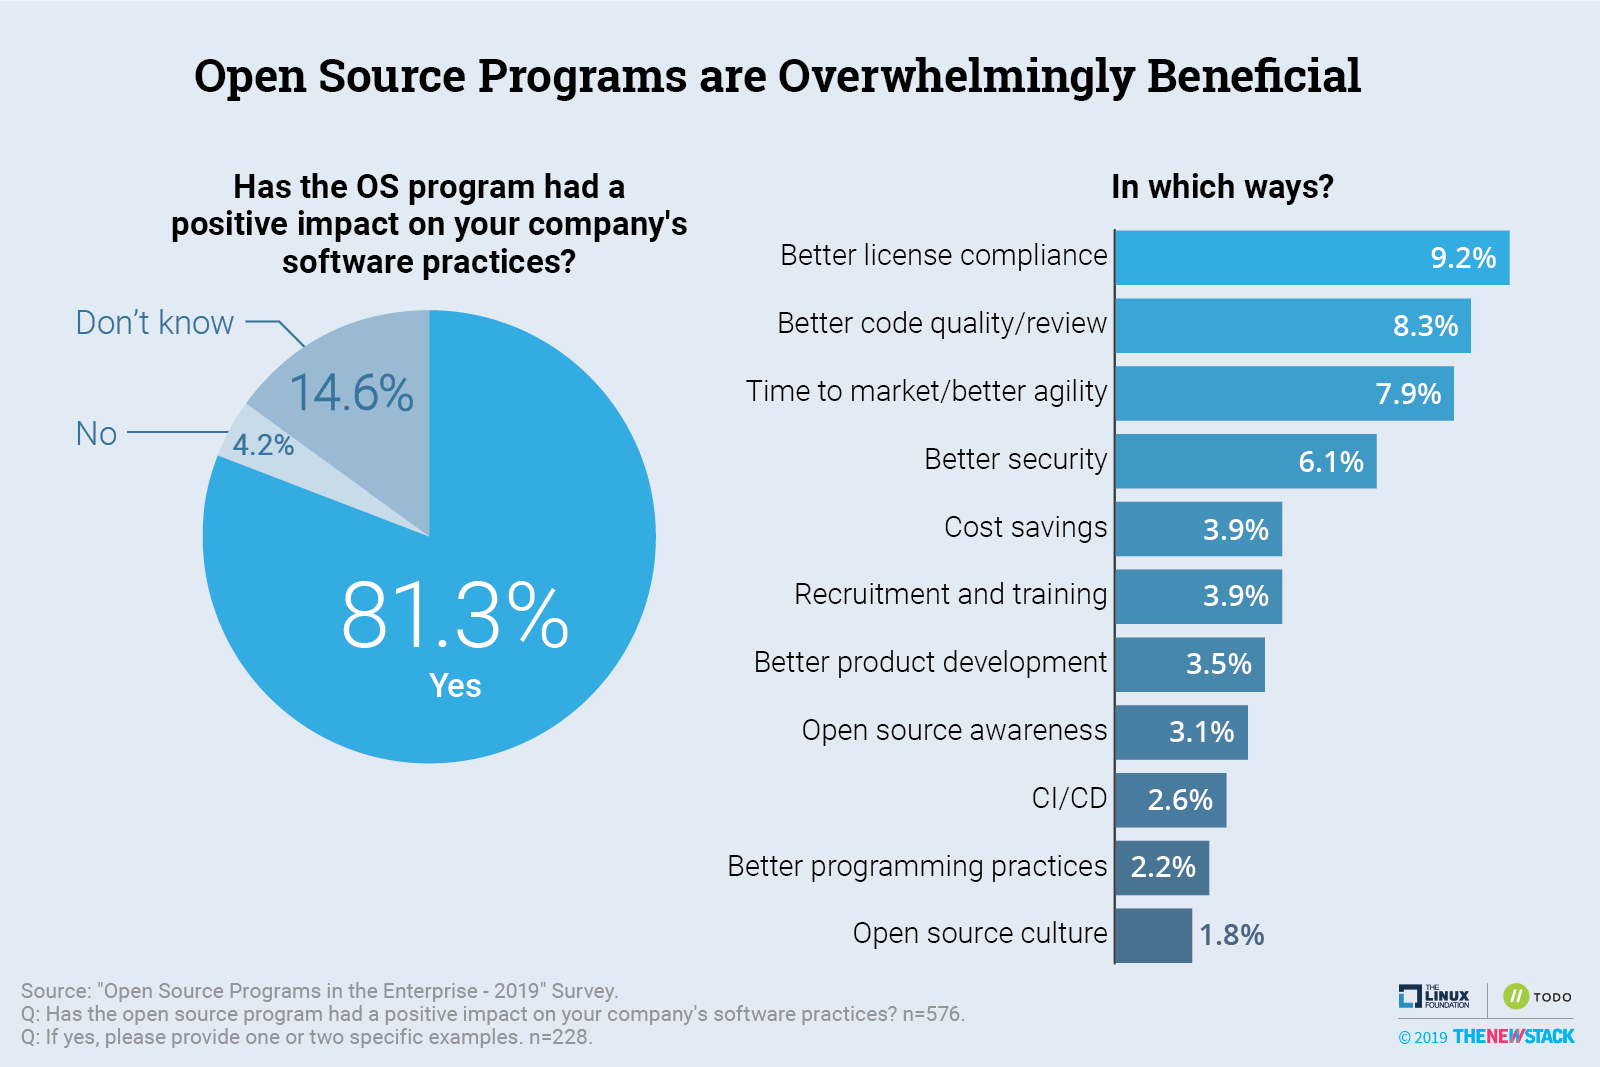 Open Source Programs are Overwhelmingly Beneficial
Has the OS program had a
positive impact on your company's
software practices?
Don't know
14.6%
No
4.2%
81.3%
Yes
In which ways?
Better license compliance 9.2%
Better code quality/review 8.3%
Time to market/better agility 7.9%
Better security 6.1%
Cost savings 3.9%
Recruitment and training 3.9%
Better product development 3.5%
Open source awareness 3.1%
CI/CD 2.6%
Better programming practices 2.2%
Open source culture 1.8%
Source: "Open Source Programs in the Enterprise - 2019" Survey.
Q: Has the open source program had a positive impact on your company's software practices? n=576.
Q: If yes, please provide one or two specific examples. n=228.
THE
LINUX
FOUNDATION
TODO
© 2019 THENEWSTACK